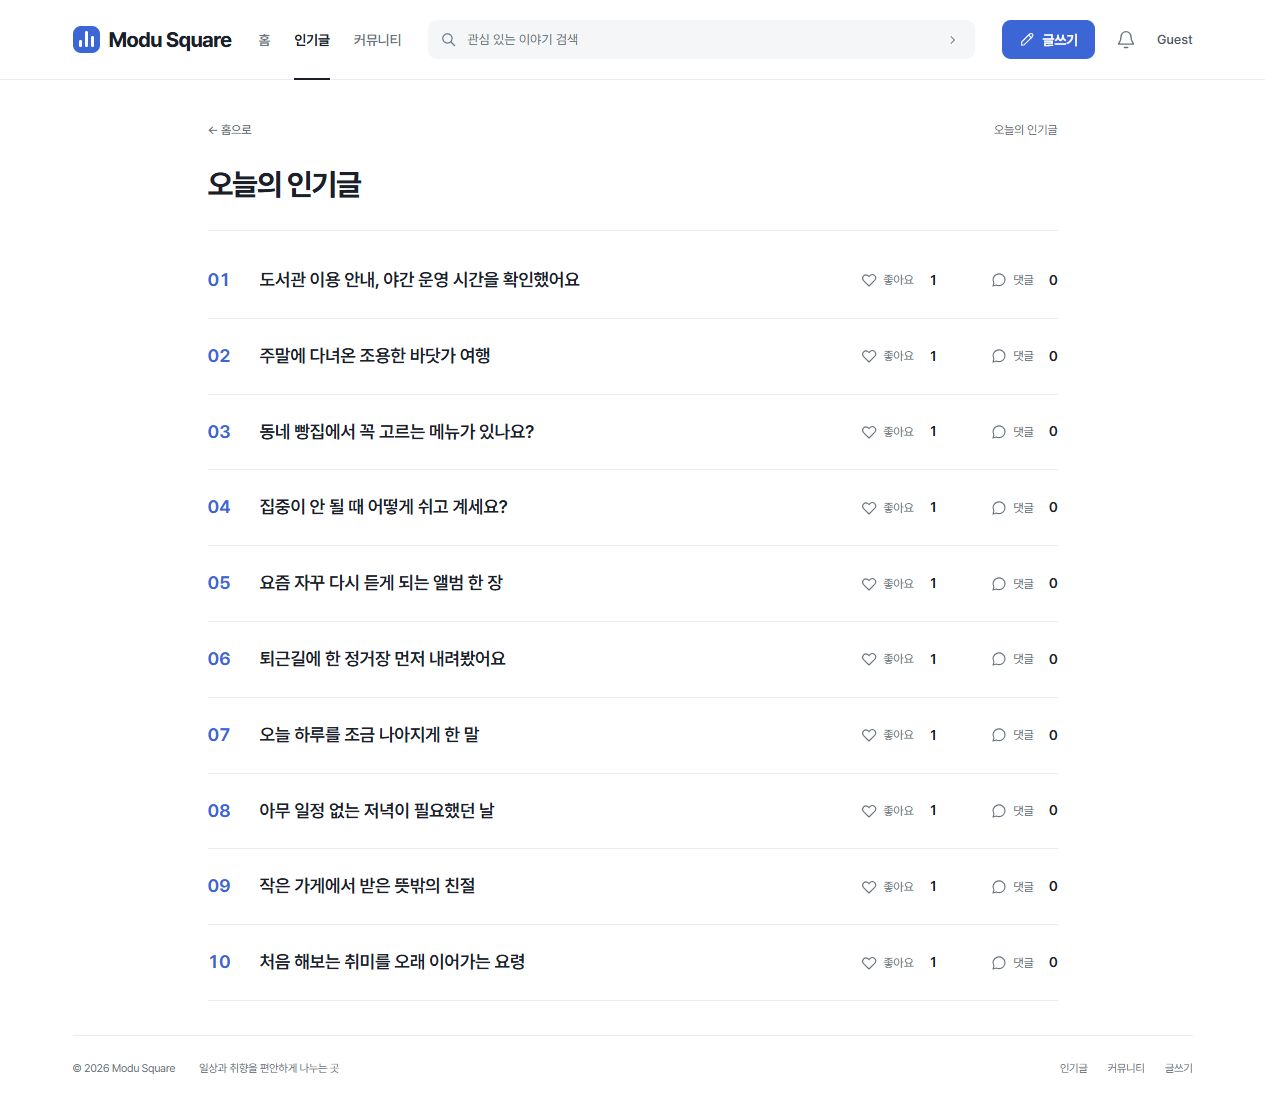 Modu Square 홈 인기글 커뮤니티 관심 있는 이야기 검색 글쓰기 Guest
← 홈으로 오늘의 인기글
오늘의 인기글
01 도서관 이용 안내, 야간 운영 시간을 확인했어요 좋아요 1 댓글 0
02 주말에 다녀온 조용한 바닷가 여행 좋아요 1 댓글 0
03 동네 빵집에서 꼭 고르는 메뉴가 있나요? 좋아요 1 댓글 0
04 집중이 안 될 때 어떻게 쉬고 계세요? 좋아요 1 댓글 0
05 요즘 자꾸 다시 듣게 되는 앨범 한 장 좋아요 1 댓글 0
06 퇴근길에 한 정거장 먼저 내려봤어요 좋아요 1 댓글 0
07 오늘 하루를 조금 나아지게 한 말 좋아요 1 댓글 0
08 아무 일정 없는 저녁이 필요했던 날 좋아요 1 댓글 0
09 작은 가게에서 받은 뜻밖의 친절 좋아요 1 댓글 0
10 처음 해보는 취미를 오래 이어가는 요령 좋아요 1 댓글 0
© 2026 Modu Square 일상과 취향을 편안하게 나누는 곳 인기글 커뮤니티 글쓰기